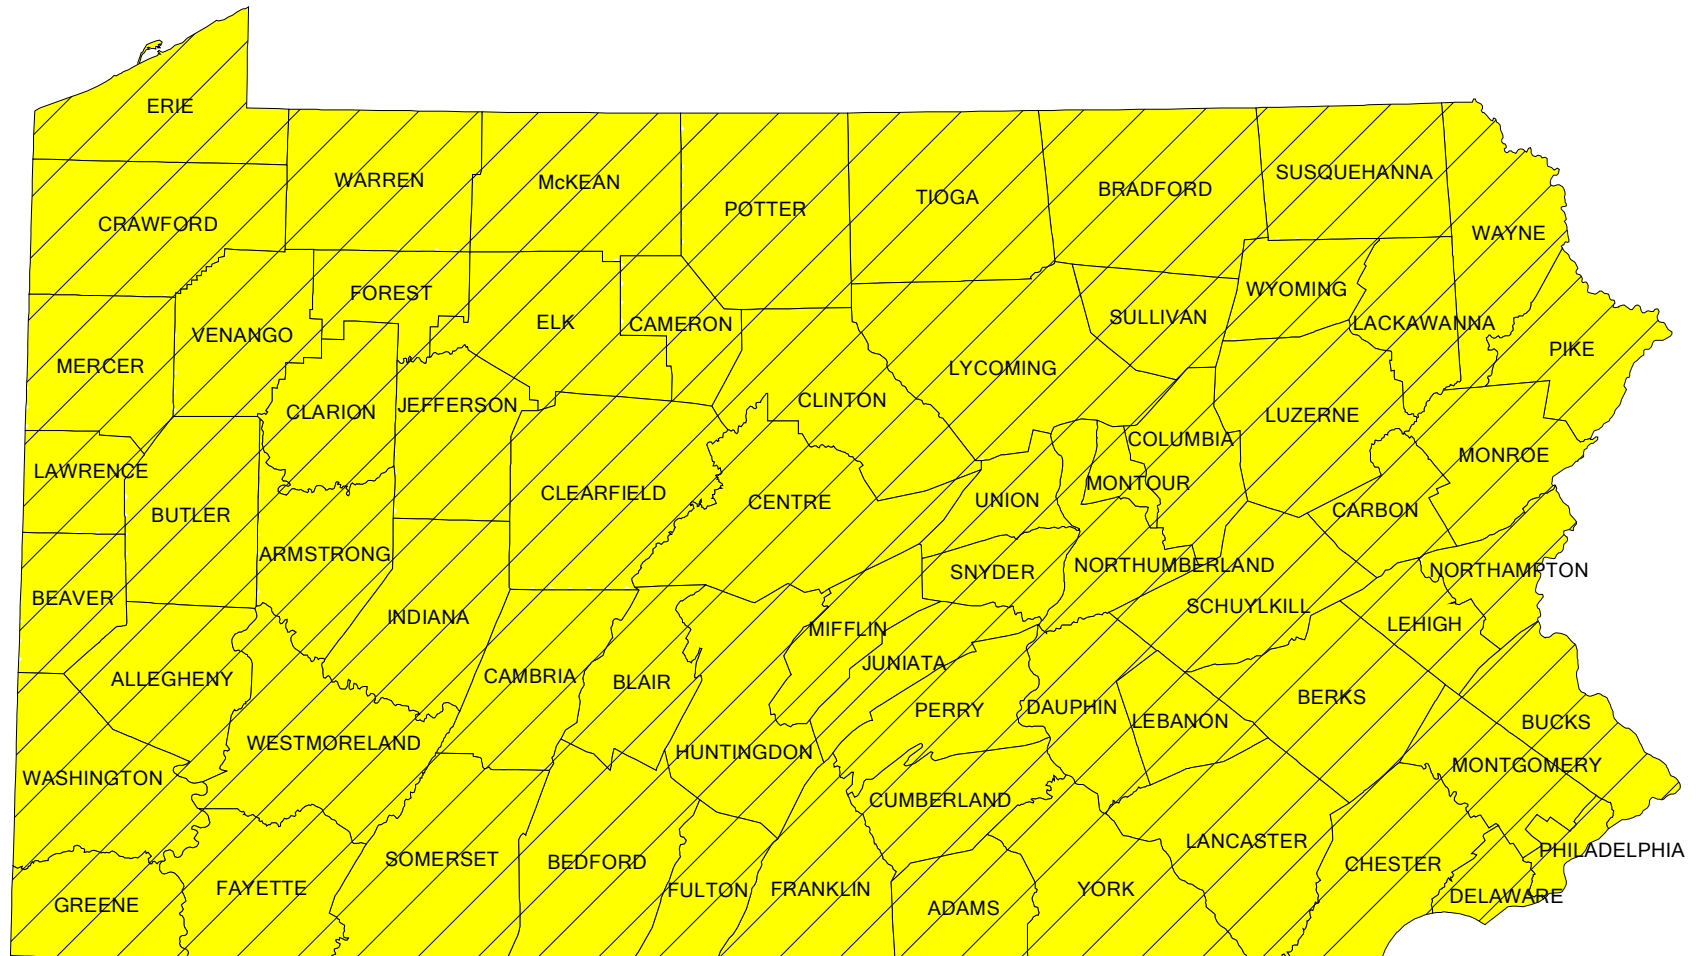 ERIE
WARREN
McKEAN
SUSQUEHANNA
BRADFORD
TIOGA
POTTER
CRAWFORD
WAYNE
FOREST
WYOMING
SULLIVAN
ELK
CAMERON
LACKAWANNA
VENANGO
PIKE
MERCER
LYCOMING
CLINTON
JEFFERSON
CLARION
LUZERNE
COLUMBIA
MONROE
LAWRENCE
MONTOUR
CLEARFIELD
CENTRE
UNION
CARBON
BUTLER
ARMSTRONG
NORTHUMBERLAND
NORTHAMPTON
SNYDER
BEAVER
SCHUYLKILL
INDIANA
LEHIGH
MIFFLIN
JUNIATA
CAMBRIA
ALLEGHENY
BLAIR
BERKS
DAUPHIN
PERRY
LEBANON
BUCKS
WESTMORELAND
HUNTINGDON
MONTGOMERY
WASHINGTON
CUMBERLAND
LANCASTER
PHILADELPHIA
SOMERSET
BEDFORD
CHESTER
FAYETTE
FULTON
FRANKLIN
YORK
DELAWARE
GREENE
ADAMS